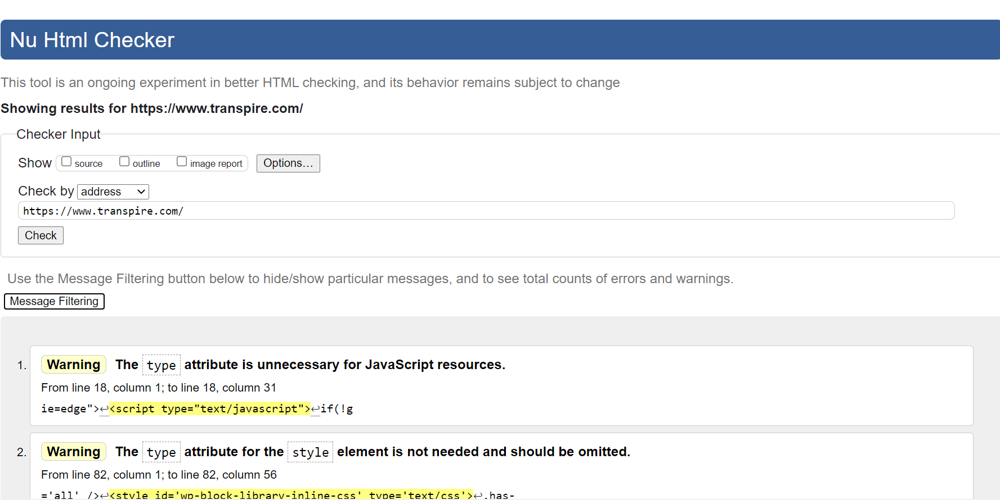 Nu Html Checker
This tool is an ongoing experiment in better HTML checking, and its behavior remains subject to change
Showing results for https://www.transpire.com/
Checker Input
Show source outline image report Options...
Check by address
https://www.transpire.com/
Check
Use the Message Filtering button below to hide/show particular messages, and to see total counts of errors and warnings.
Message Filtering
1. Warning The type attribute is unnecessary for JavaScript resources.
From line 18, column 1; to line 18, column 31
ie=edge">↩<script type="text/javascript">↩if(!g
2. Warning The type attribute for the style element is not needed and should be omitted.
From line 82, column 1; to line 82, column 56
='all' />↩<style id='wp-block-library-inline-css' type='text/css'>↩.has-